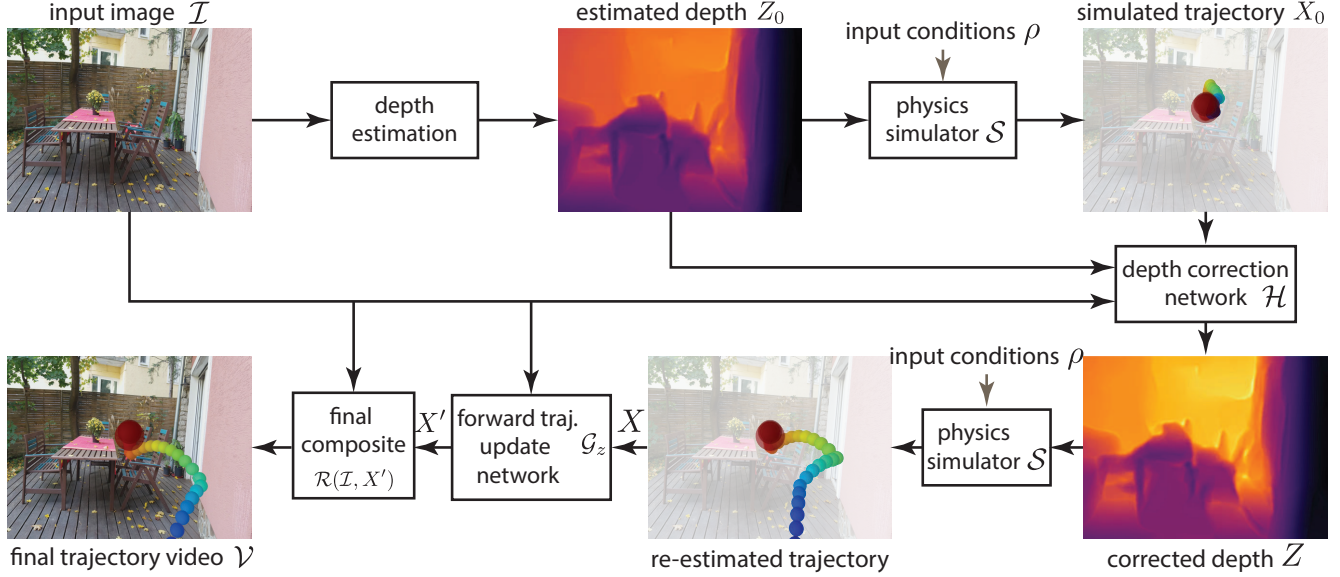 input image 𝓘
estimated depth Z₀
simulated trajectory X₀
input conditions ρ
depth
estimation
physics
simulator 𝒮
depth correction
network ℋ
input conditions ρ
final
composite
ℛ(𝓘, X′)
X′
forward traj.
update
network
𝒢_z
X
physics
simulator 𝒮
final trajectory video 𝒱
re-estimated trajectory
corrected depth Z